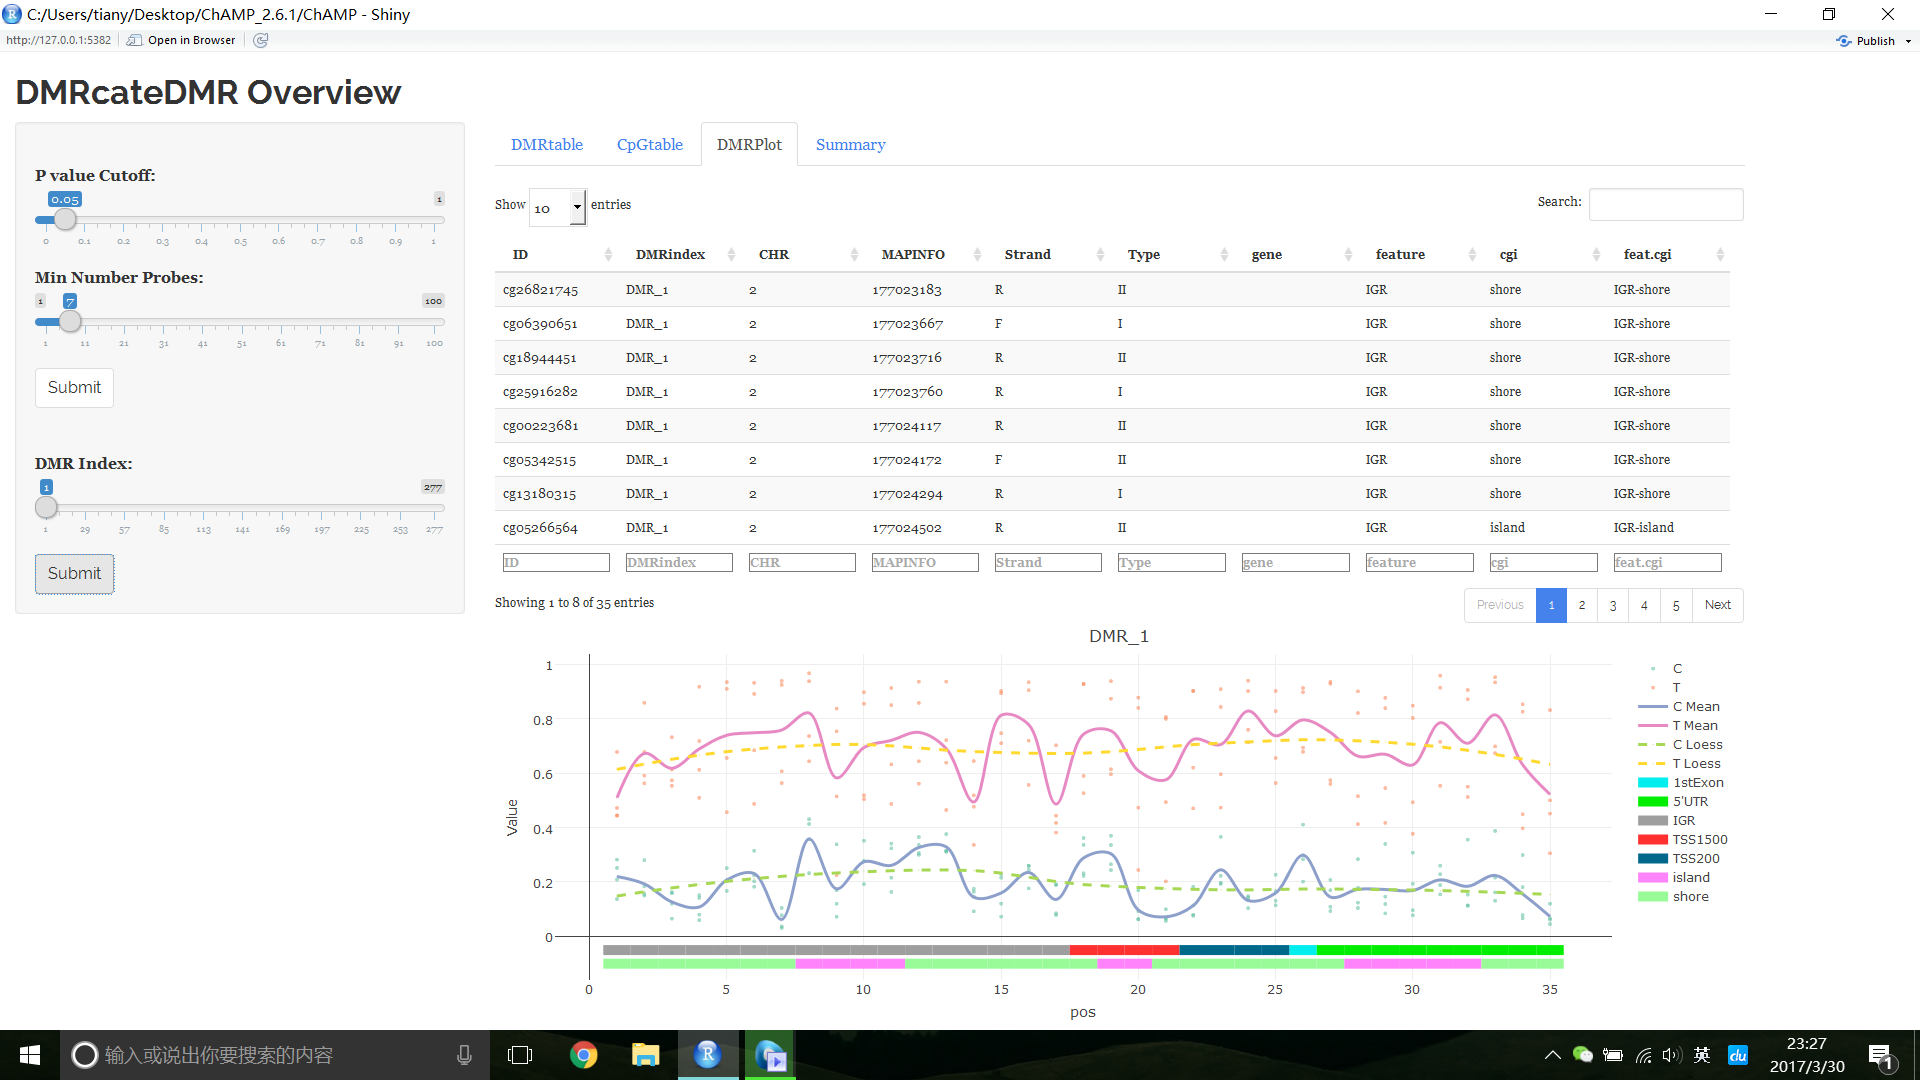 C:/Users/tiany/Desktop/ChAMP_2.6.1/ChAMP - Shiny
http://127.0.0.1:5382 Open in Browser Publish
DMRcateDMR Overview
P value Cutoff:
0.05 1
0 0.1 0.2 0.3 0.4 0.5 0.6 0.7 0.8 0.9 1
Min Number Probes:
1 7 100
1 11 21 31 41 51 61 71 81 91 100
Submit
DMR Index:
1 277
1 29 57 85 113 141 169 197 225 253 277
Submit
DMRtable CpGtable DMRPlot Summary
Show 10 entries Search:
ID DMRindex CHR MAPINFO Strand Type gene feature cgi feat.cgi
cg26821745 DMR_1 2 177023183 R II IGR shore IGR-shore
cg06390651 DMR_1 2 177023667 F I IGR shore IGR-shore
cg18944451 DMR_1 2 177023716 R II IGR shore IGR-shore
cg25916282 DMR_1 2 177023760 R I IGR shore IGR-shore
cg00223681 DMR_1 2 177024117 R II IGR shore IGR-shore
cg05342515 DMR_1 2 177024172 F II IGR shore IGR-shore
cg13180315 DMR_1 2 177024294 R I IGR shore IGR-shore
cg05266564 DMR_1 2 177024502 R II IGR island IGR-island
ID DMRindex CHR MAPINFO Strand Type gene feature cgi feat.cgi
Showing 1 to 8 of 35 entries Previous 1 2 3 4 5 Next
DMR_1
Value
1
0.8
0.6
0.4
0.2
0
0 5 10 15 20 25 30 35
pos
C
T
C Mean
T Mean
C Loess
T Loess
1stExon
5'UTR
IGR
TSS1500
TSS200
island
shore
输入或说出你要搜索的内容
R
英
du
23:27
2017/3/30
1